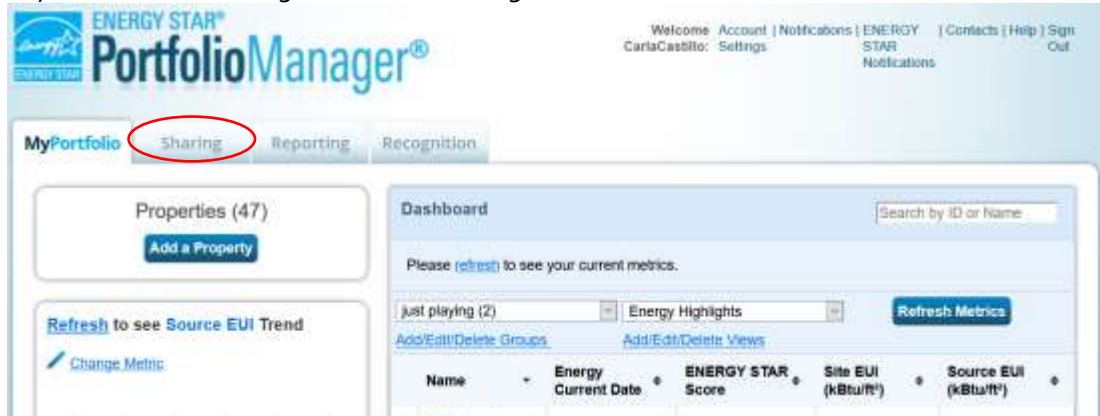 ENERGY STAR®
PortfolioManager®
Welcome CarlaCastillo:
Account Settings | Notifications | ENERGY STAR Notifications | Contacts | Help | Sign Out
MyPortfolio
Sharing
Reporting
Recognition
Properties (47)
Add a Property
Refresh to see Source EUI Trend
Change Metric
Dashboard
Search by ID or Name
Please refresh to see your current metrics.
just playing (2)
Energy Highlights
Refresh Metrics
Add/Edit/Delete Groups
Add/Edit/Delete Views
Name
Energy Current Date
ENERGY STAR Score
Site EUI (kBtu/ft²)
Source EUI (kBtu/ft²)